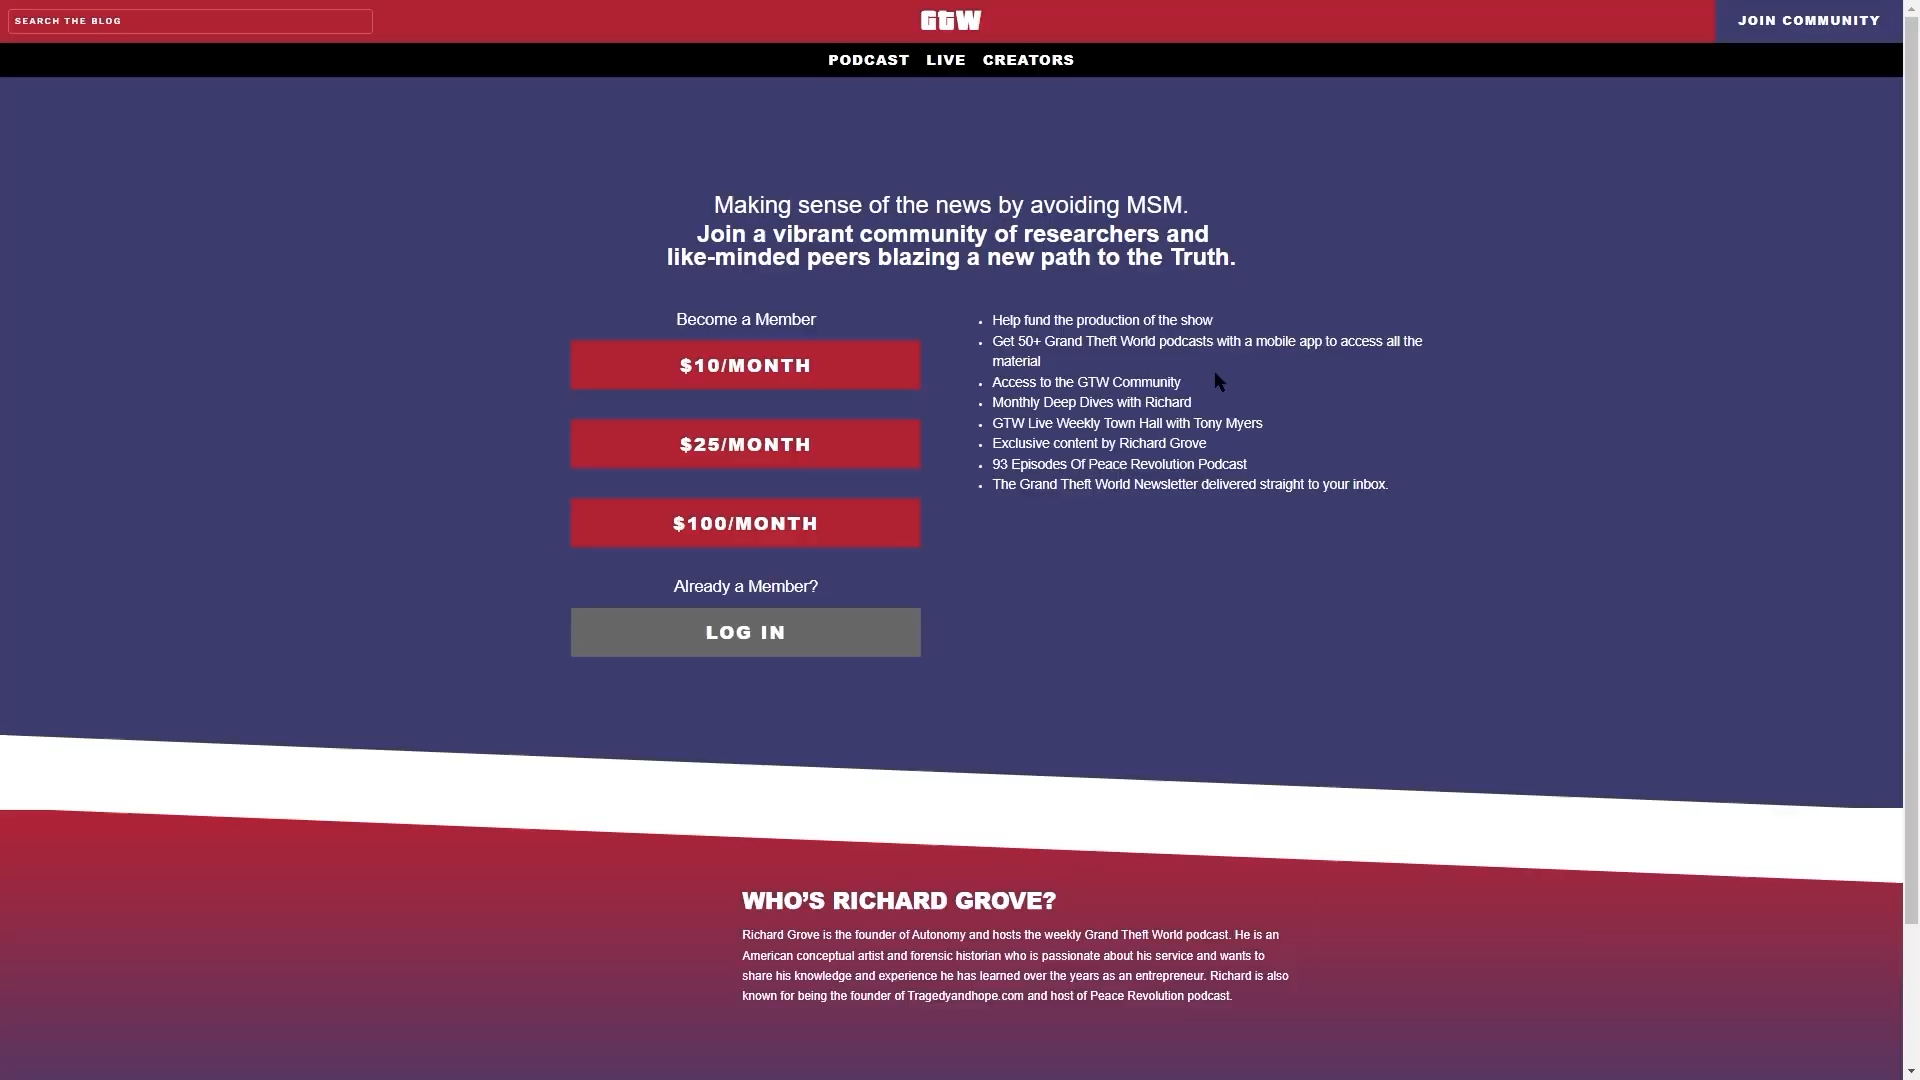 SEARCH THE BLOG
GTW
JOIN COMMUNITY
PODCAST LIVE CREATORS
Making sense of the news by avoiding MSM.
Join a vibrant community of researchers and
like-minded peers blazing a new path to the Truth.
Become a Member
$10/MONTH
$25/MONTH
$100/MONTH
Already a Member?
LOG IN
Help fund the production of the show
Get 50+ Grand Theft World podcasts with a mobile app to access all the
material
Access to the GTW Community
Monthly Deep Dives with Richard
GTW Live Weekly Town Hall with Tony Myers
Exclusive content by Richard Grove
93 Episodes Of Peace Revolution Podcast
The Grand Theft World Newsletter delivered straight to your inbox.
WHO’S RICHARD GROVE?
Richard Grove is the founder of Autonomy and hosts the weekly Grand Theft World podcast. He is an
American conceptual artist and forensic historian who is passionate about his service and wants to
share his knowledge and experience he has learned over the years as an entrepreneur. Richard is also
known for being the founder of Tragedyandhope.com and host of Peace Revolution podcast.